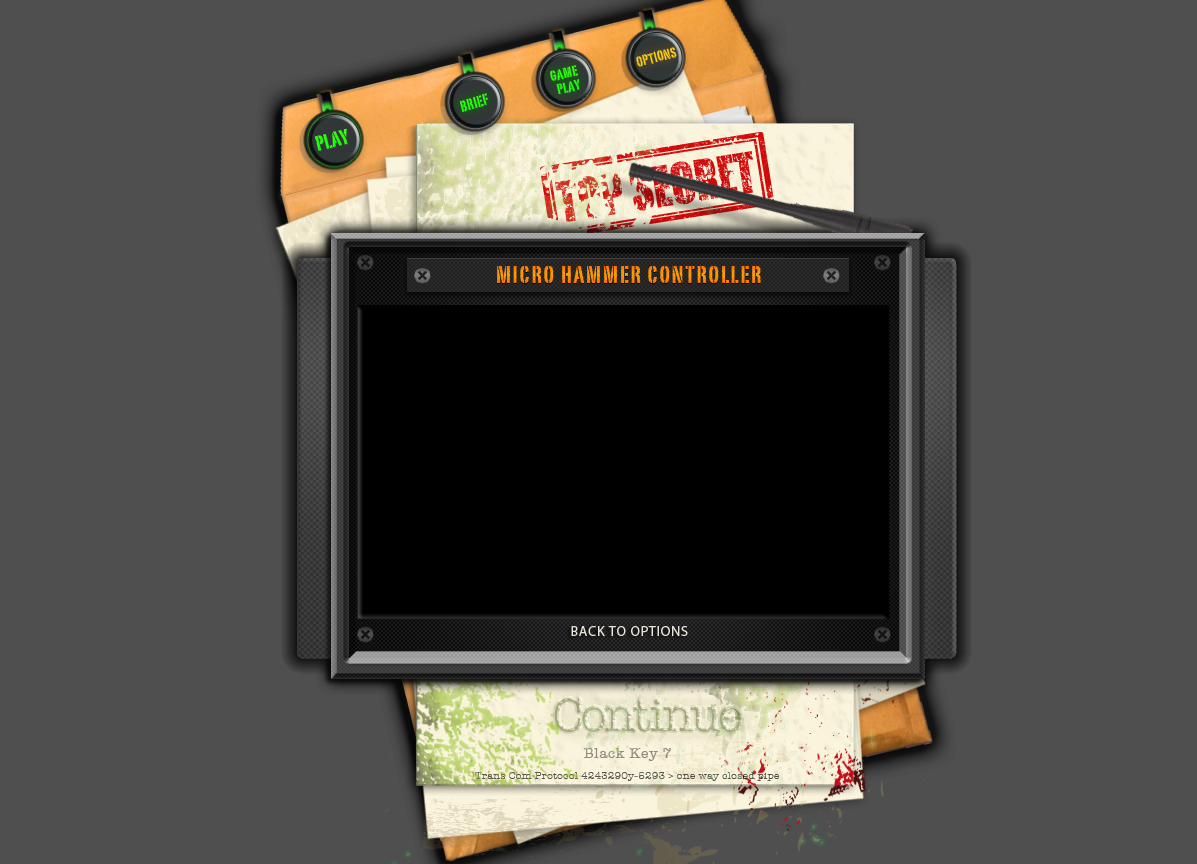 OPTIONS
GAME
PLAY
BRIEF
PLAY
TOP SECRET
MICRO HAMMER CONTROLLER
BACK TO OPTIONS
Continue
Black Key 7
Trans Com Protocol 4243290y-5293 > one way closed pipe